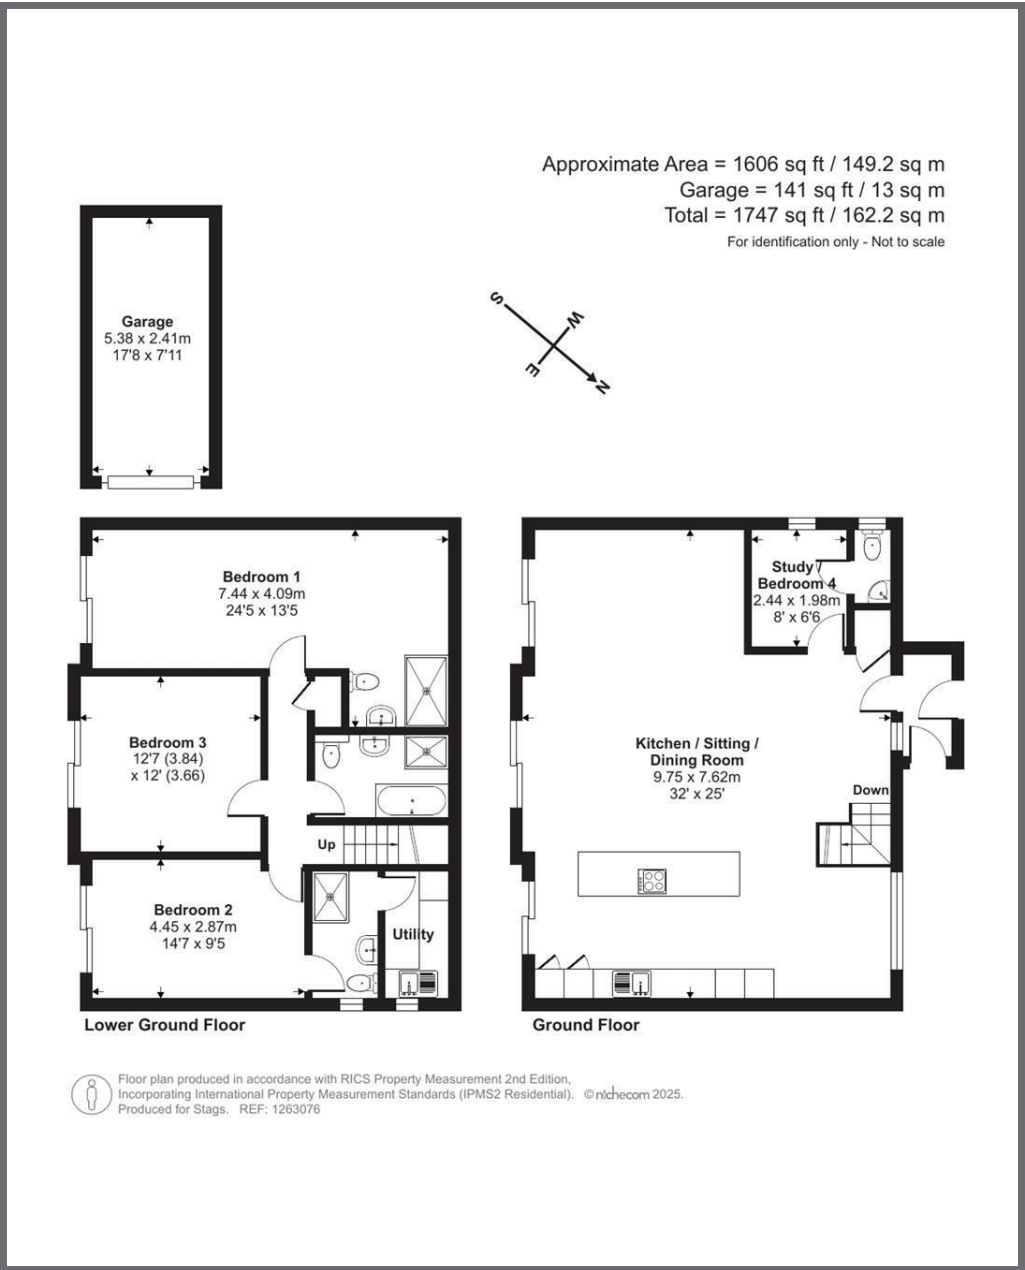 Approximate Area = 1606 sq ft / 149.2 sq m
Garage = 141 sq ft / 13 sq m
Total = 1747 sq ft / 162.2 sq m
For identification only - Not to scale
Garage
5.38 x 2.41m
17'8 x 7'11
S
W
E
N
Bedroom 1
7.44 x 4.09m
24'5 x 13'5
Bedroom 3
12'7 (3.84)
x 12' (3.66)
Up
Bedroom 2
4.45 x 2.87m
14'7 x 9'5
Utility
Lower Ground Floor
Study /
Bedroom 4
2.44 x 1.98m
8' x 6'6
Kitchen / Sitting /
Dining Room
9.75 x 7.62m
32' x 25'
Down
Ground Floor
Floor plan produced in accordance with RICS Property Measurement 2nd Edition,
Incorporating International Property Measurement Standards (IPMS2 Residential). © nichecom 2025.
Produced for Stags. REF: 1263076